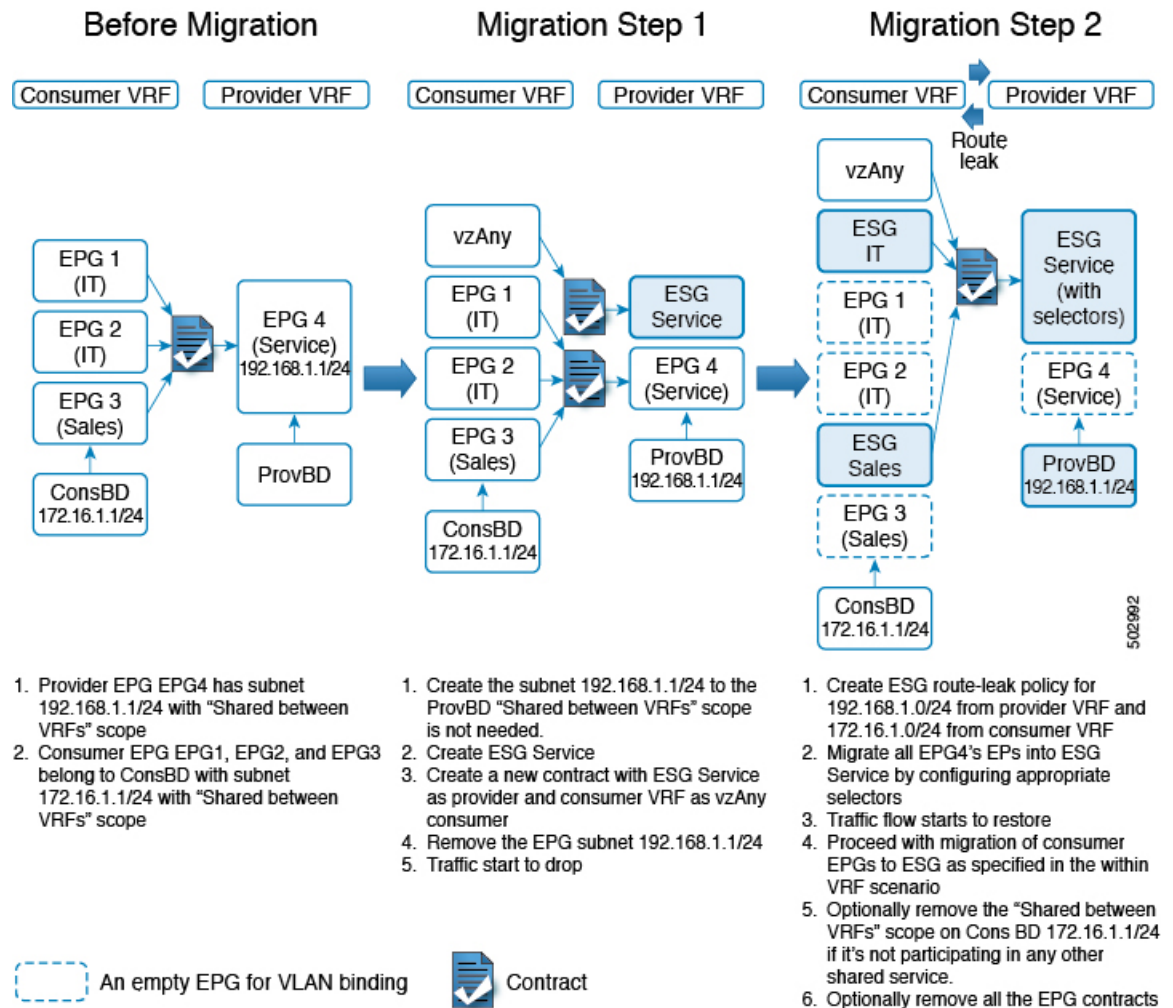 Before Migration
Consumer VRF
Provider VRF
EPG 1
(IT)
EPG 2
(IT)
EPG 3
(Sales)
ConsBD
172.16.1.1/24
EPG 4
(Service)
192.168.1.1/24
ProvBD
1. Provider EPG EPG4 has subnet
192.168.1.1/24 with “Shared between
VRFs” scope
2. Consumer EPG EPG1, EPG2, and EPG3
belong to ConsBD with subnet
172.16.1.1/24 with “Shared between
VRFs” scope
Migration Step 1
Consumer VRF
Provider VRF
vzAny
EPG 1
(IT)
EPG 2
(IT)
EPG 3
(Sales)
ConsBD
172.16.1.1/24
ESG
Service
EPG 4
(Service)
ProvBD
192.168.1.1/24
1. Create the subnet 192.168.1.1/24 to the
ProvBD “Shared between VRFs” scope
is not needed.
2. Create ESG Service
3. Create a new contract with ESG Service
as provider and consumer VRF as vzAny
consumer
4. Remove the EPG subnet 192.168.1.1/24
5. Traffic start to drop
Migration Step 2
Consumer VRF
Provider VRF
Route
leak
vzAny
ESG
IT
EPG 1
(IT)
EPG 2
(IT)
ESG
Sales
EPG 3
(Sales)
ConsBD
172.16.1.1/24
ESG
Service
(with
selectors)
EPG 4
(Service)
ProvBD
192.168.1.1/24
502992
1. Create ESG route-leak policy for
192.168.1.0/24 from provider VRF and
172.16.1.0/24 from consumer VRF
2. Migrate all EPG4’s EPs into ESG
Service by configuring appropriate
selectors
3. Traffic flow starts to restore
4. Proceed with migration of consumer
EPGs to ESG as specified in the within
VRF scenario
5. Optionally remove the “Shared between
VRFs” scope on Cons BD 172.16.1.1/24
if it’s not participating in any other
shared service.
6. Optionally remove all the EPG contracts
An empty EPG for VLAN binding
Contract